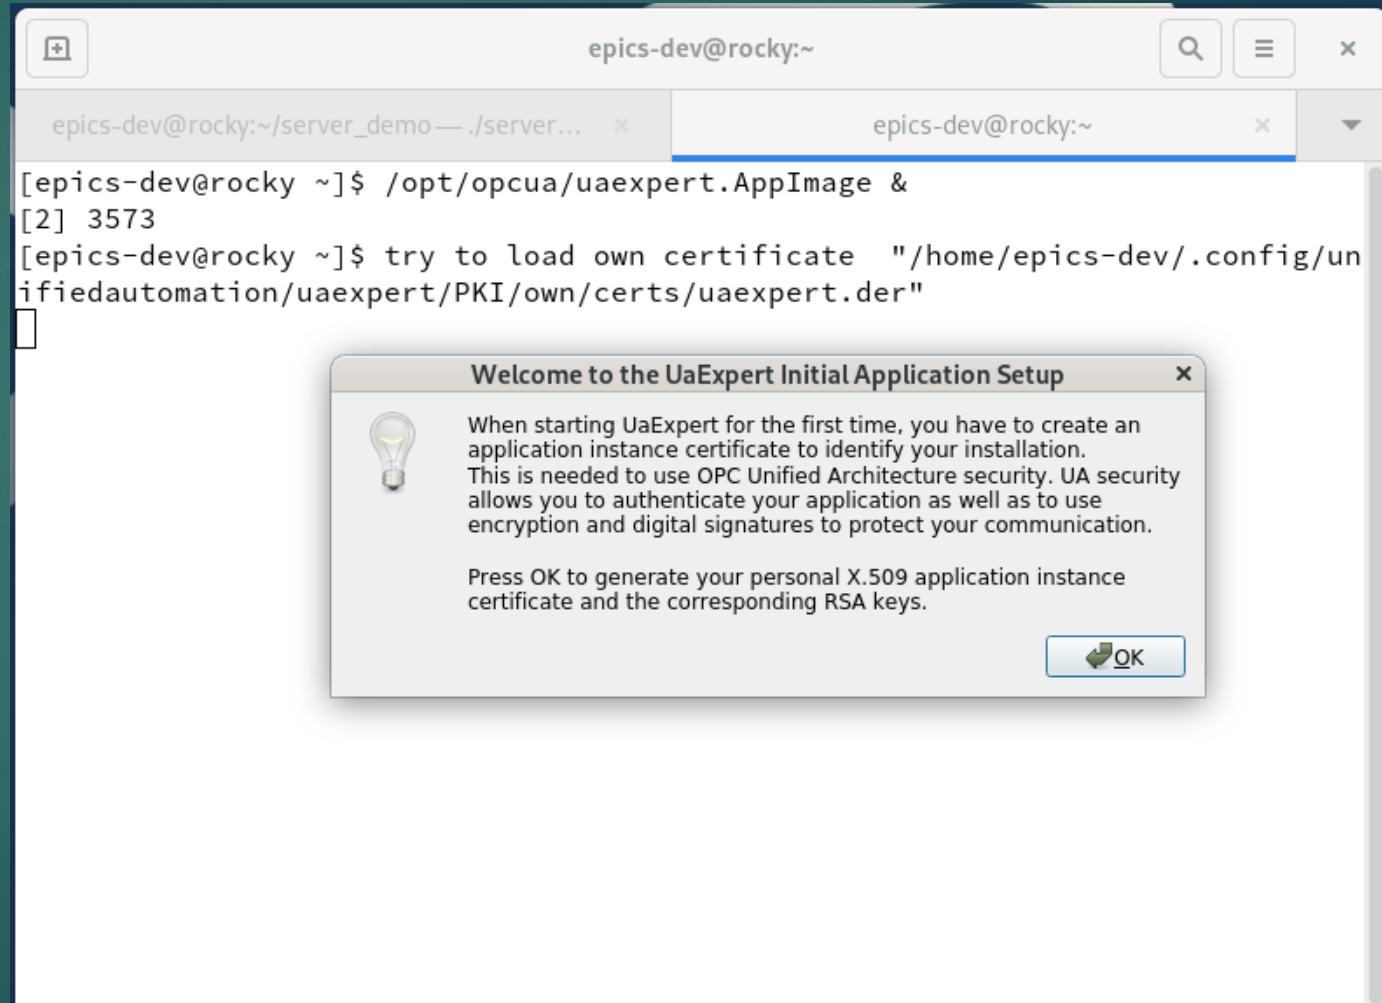 epics-dev@rocky:~
epics-dev@rocky:~/server_demo — ./server...
epics-dev@rocky:~
[epics-dev@rocky ~]$ /opt/opcua/uaexpert.AppImage &
[2] 3573
[epics-dev@rocky ~]$ try to load own certificate  "/home/epics-dev/.config/un
ifiedautomation/uaexpert/PKI/own/certs/uaexpert.der"
Welcome to the UaExpert Initial Application Setup
When starting UaExpert for the first time, you have to create an
application instance certificate to identify your installation.
This is needed to use OPC Unified Architecture security. UA security
allows you to authenticate your application as well as to use
encryption and digital signatures to protect your communication.
Press OK to generate your personal X.509 application instance
certificate and the corresponding RSA keys.
OK